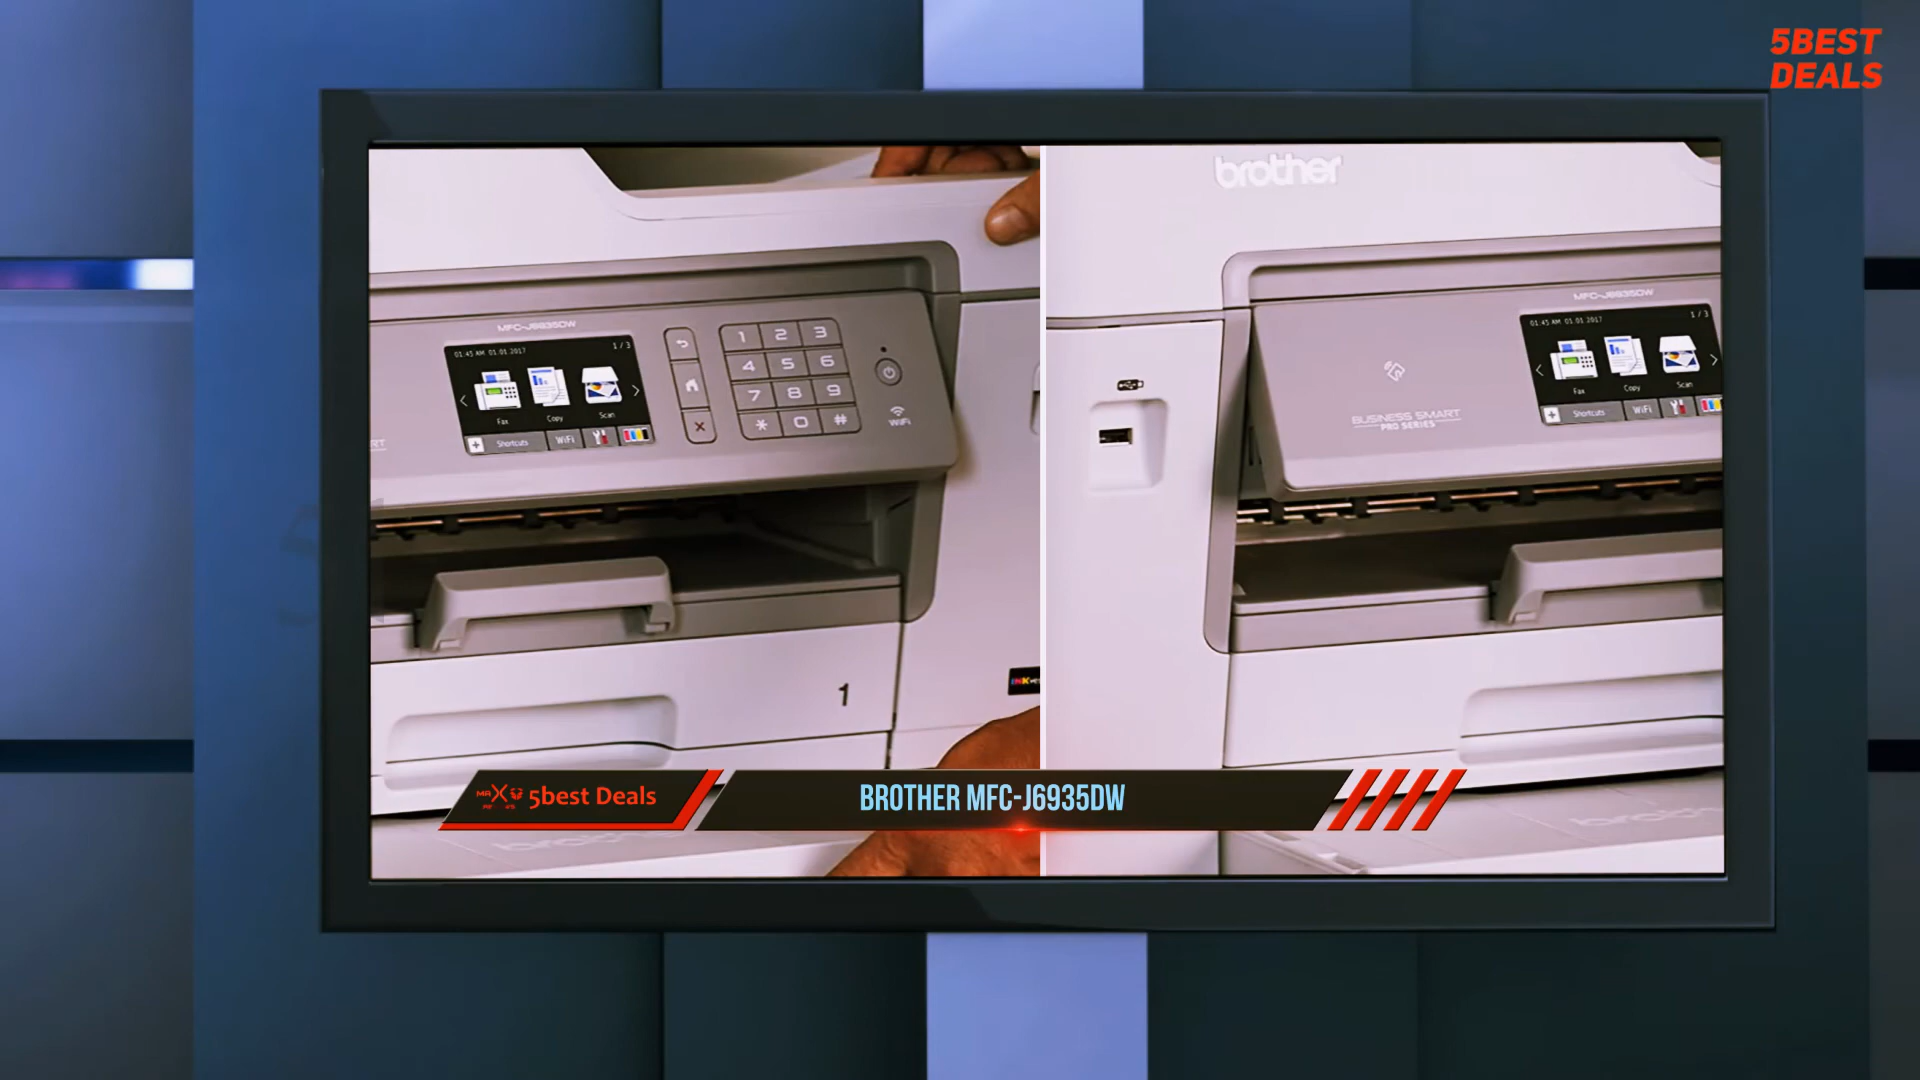 5BEST
DEALS
brother
MFC-J6935DW
01:45 AM 01.01.2017
1/3
Fax
Copy
Scan
Shortcuts
WiFi
1 2 3
4 5 6
7 8 9
* 0 #
WiFi
1
MFC-J6935DW
01:45 AM 01.01.2017
1/3
Fax
Copy
Scan
Shortcuts
WiFi
BUSINESS SMART
PRO SERIES
5best Deals
BROTHER MFC-J6935DW
brother